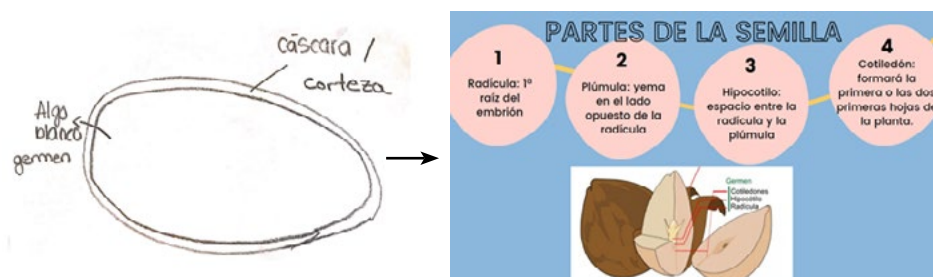 cáscara /
corteza
Algo
blanco
germen
PARTES DE LA SEMILLA
1
Radícula: 1ª
raíz del
embrión
2
Plúmula: yema
en el lado
opuesto de la
radícula
3
Hipocotilo:
espacio entre la
radícula y la
plúmula
4
Cotiledón:
formará la
primera o las dos
primeras hojas de
la planta.
Germen
Cotiledones
Hipocótilo
Radícula